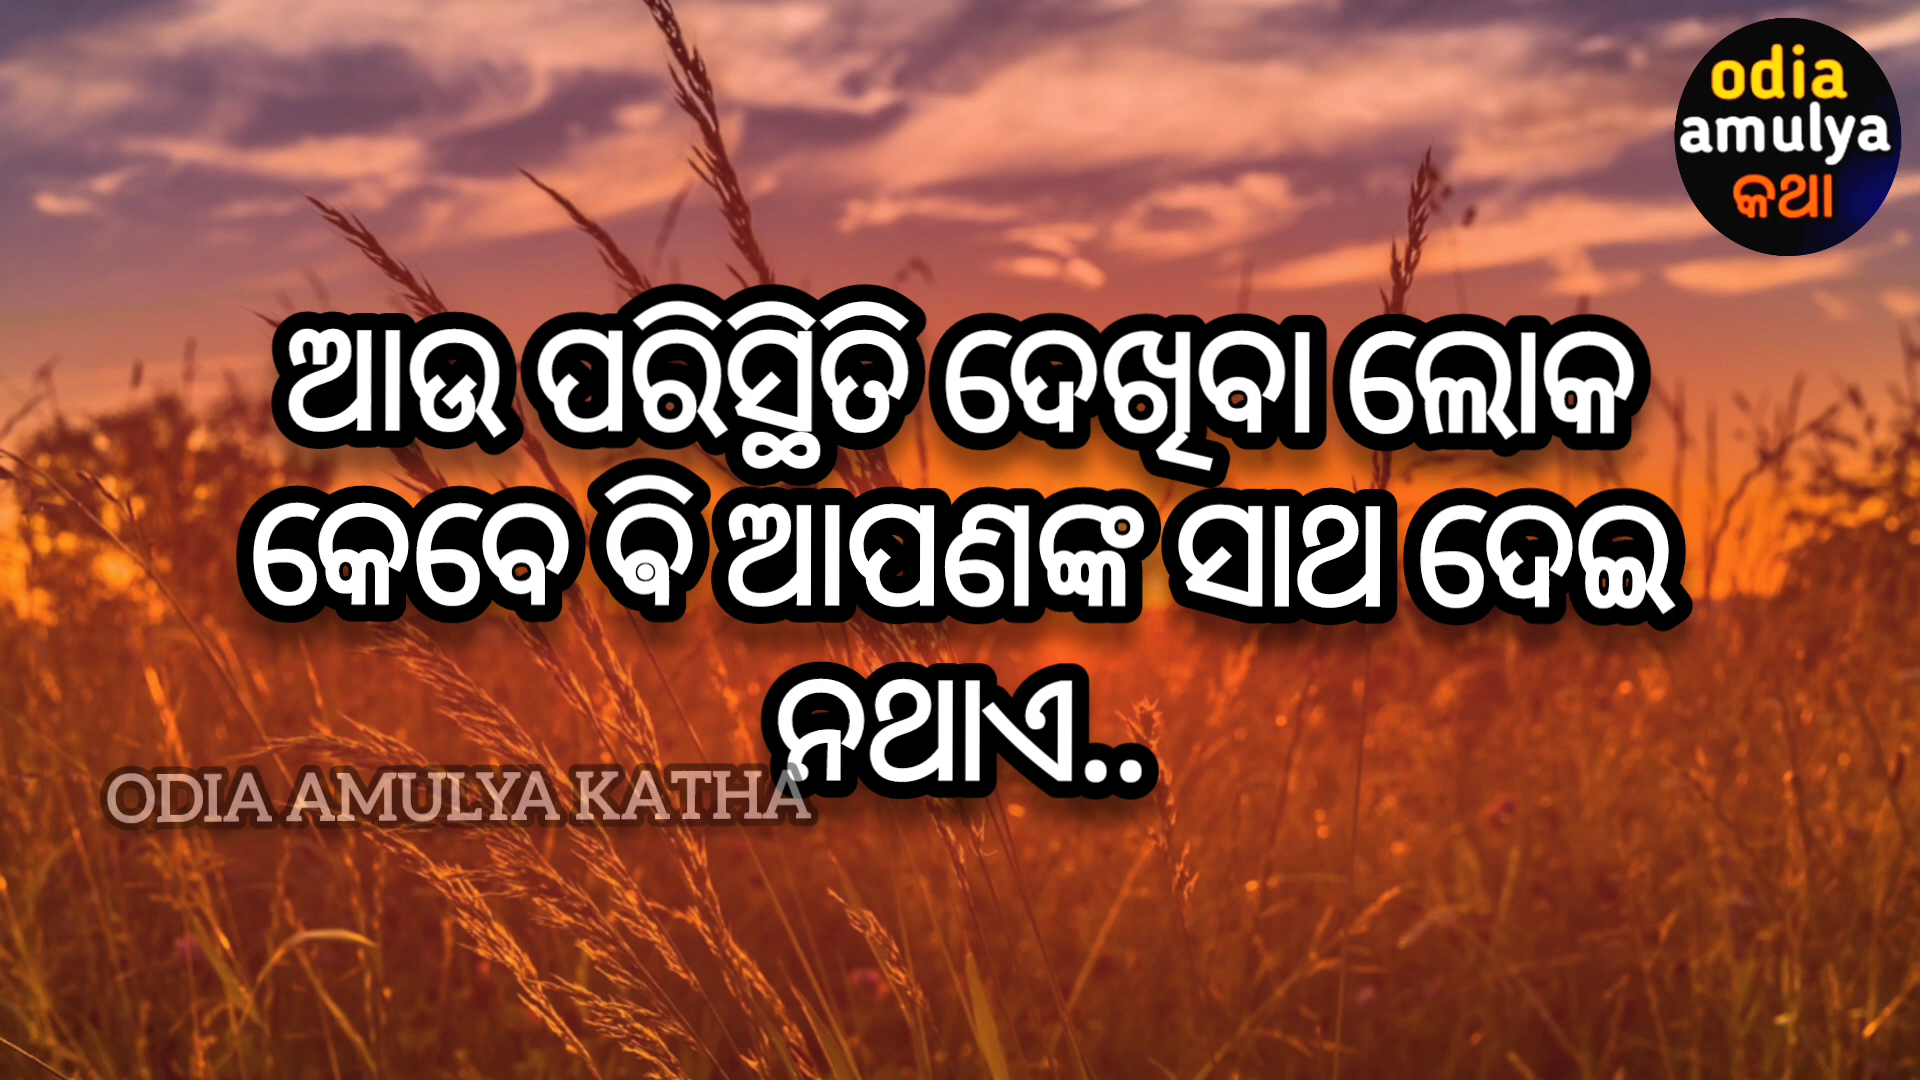 odia
amulya
କଥା
ଆଉ ପରିସ୍ଥିତି ଦେଖିବା ଲୋକ
କେବେ ବି ଆପଣଙ୍କ ସାଥ ଦେଇ
ନଥାଏ..
ODIA AMULYA KATHA